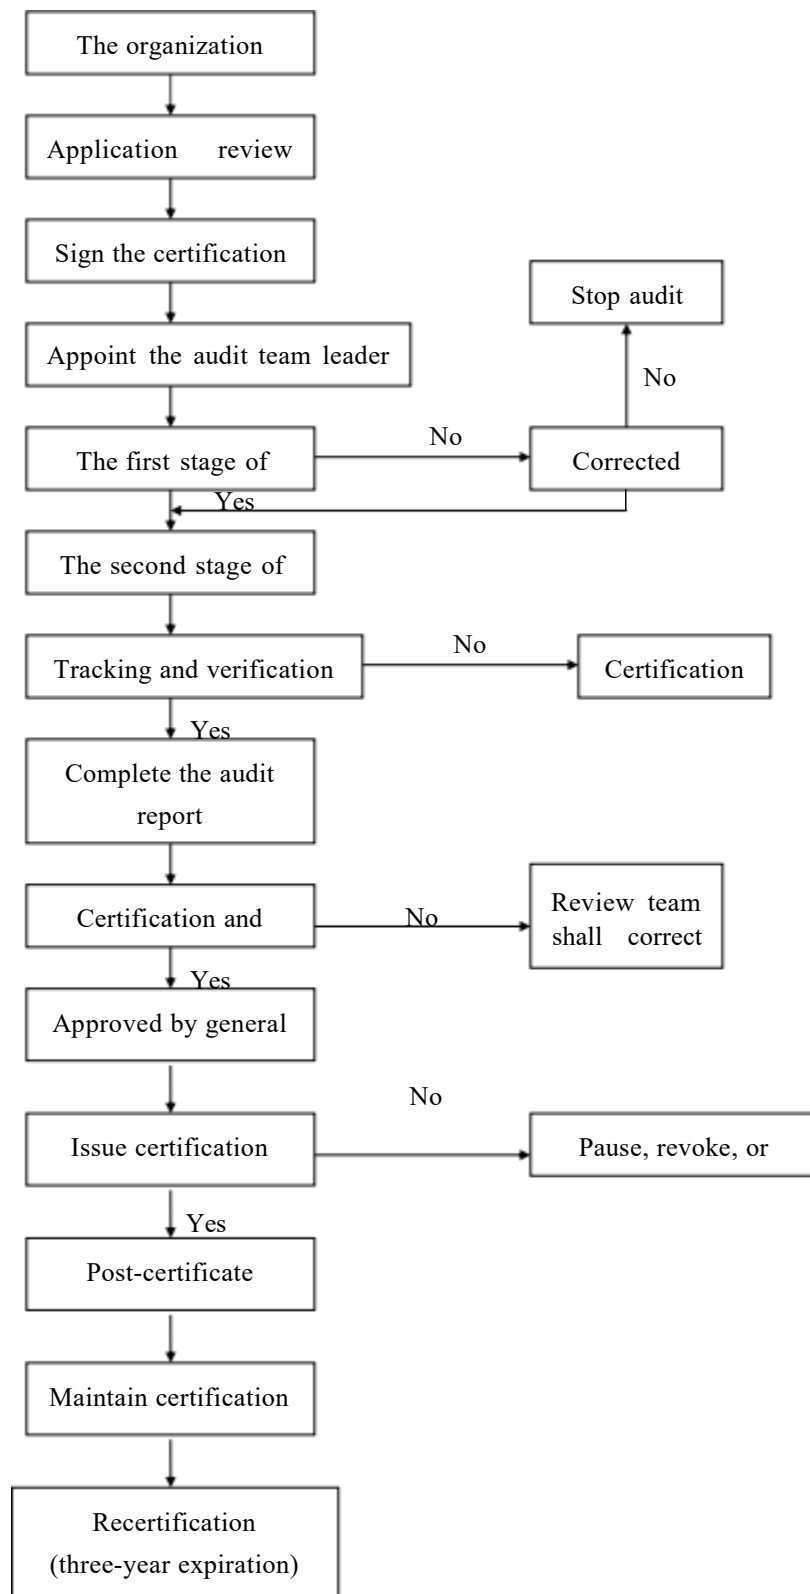 The organization
Application review
Sign the certification
Stop audit
Appoint the audit team leader
No
The first stage of
No
Corrected
Yes
The second stage of
Tracking and verification
No
Certification
Yes
Complete the audit
report
Certification and
No
Review team
shall correct
Yes
Approved by general
No
Issue certification
Pause, revoke, or
Yes
Post-certificate
Maintain certification
Recertification
(three-year expiration)